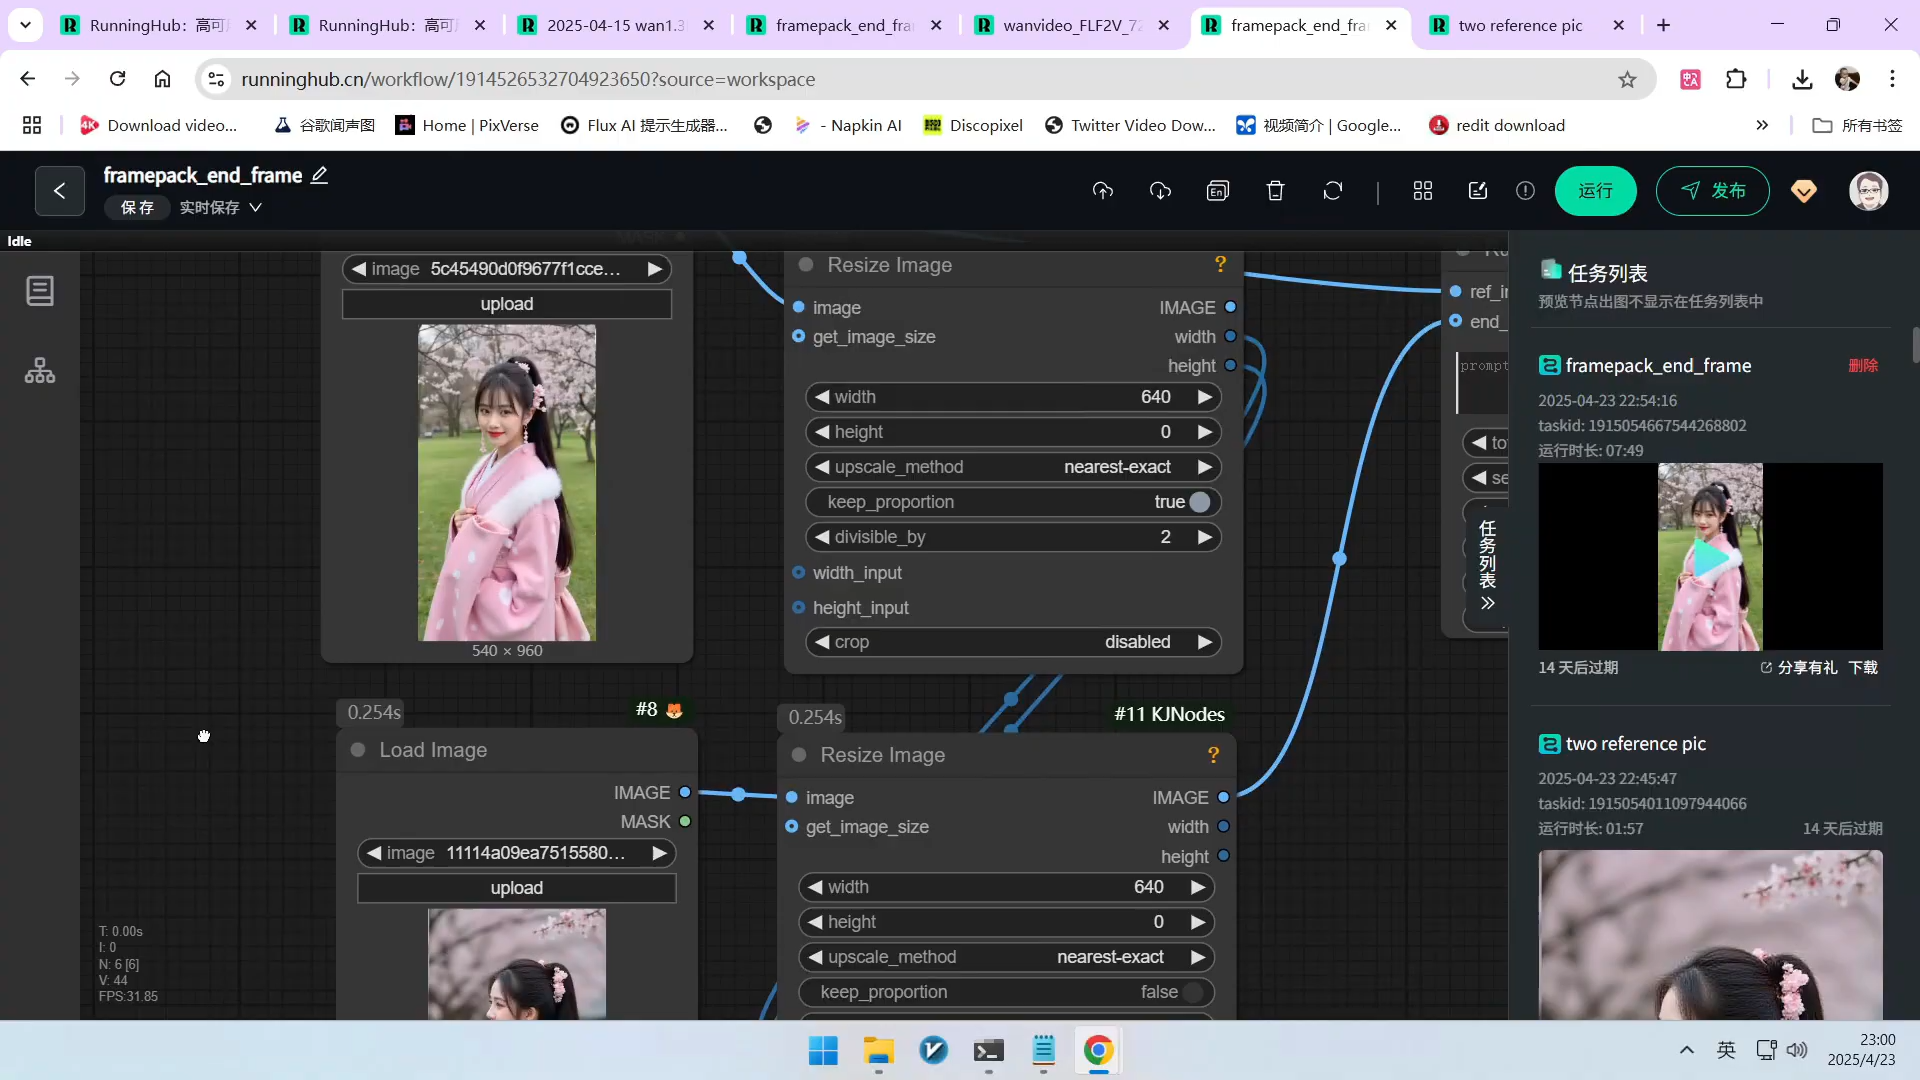 RunningHub：高可
RunningHub：高可
2025-04-15 wan1.3
framepack_end_fra
wanvideo_FLF2V_72
framepack_end_fra
two reference pic
runninghub.cn/workflow/1914526532704923650?source=workspace
Download video...
谷歌闻声图
Home | PixVerse
Flux AI 提示生成器...
- Napkin AI
Discopixel
Twitter Video Dow...
视频简介 | Google...
redit download
所有书签
framepack_end_frame
保存
实时保存
En
运行
发布
Idle
image 5c45490d0f9677f1cce...
upload
540 × 960
Resize Image
?
image
IMAGE
get_image_size
width
height
width 640
height 0
upscale_method nearest-exact
keep_proportion true
divisible_by 2
width_input
height_input
crop disabled
ref_i
end_
prompt
to
se
任务列表
0.254s
#8
Load Image
IMAGE
MASK
image 11114a09ea7515580...
upload
0.254s
#11 KJNodes
Resize Image
?
image
IMAGE
get_image_size
width
height
width 640
height 0
upscale_method nearest-exact
keep_proportion false
T: 0.00s
I: 0
N: 6 [6]
V: 44
FPS:31.85
任务列表
预览节点出图不显示在任务列表中
framepack_end_frame
删除
2025-04-23 22:54:16
taskid: 1915054667544268802
运行时长: 07:49
14 天后过期
分享有礼
下载
two reference pic
2025-04-23 22:45:47
taskid: 1915054011097944066
运行时长: 01:57
14 天后过期
英
23:00
2025/4/23